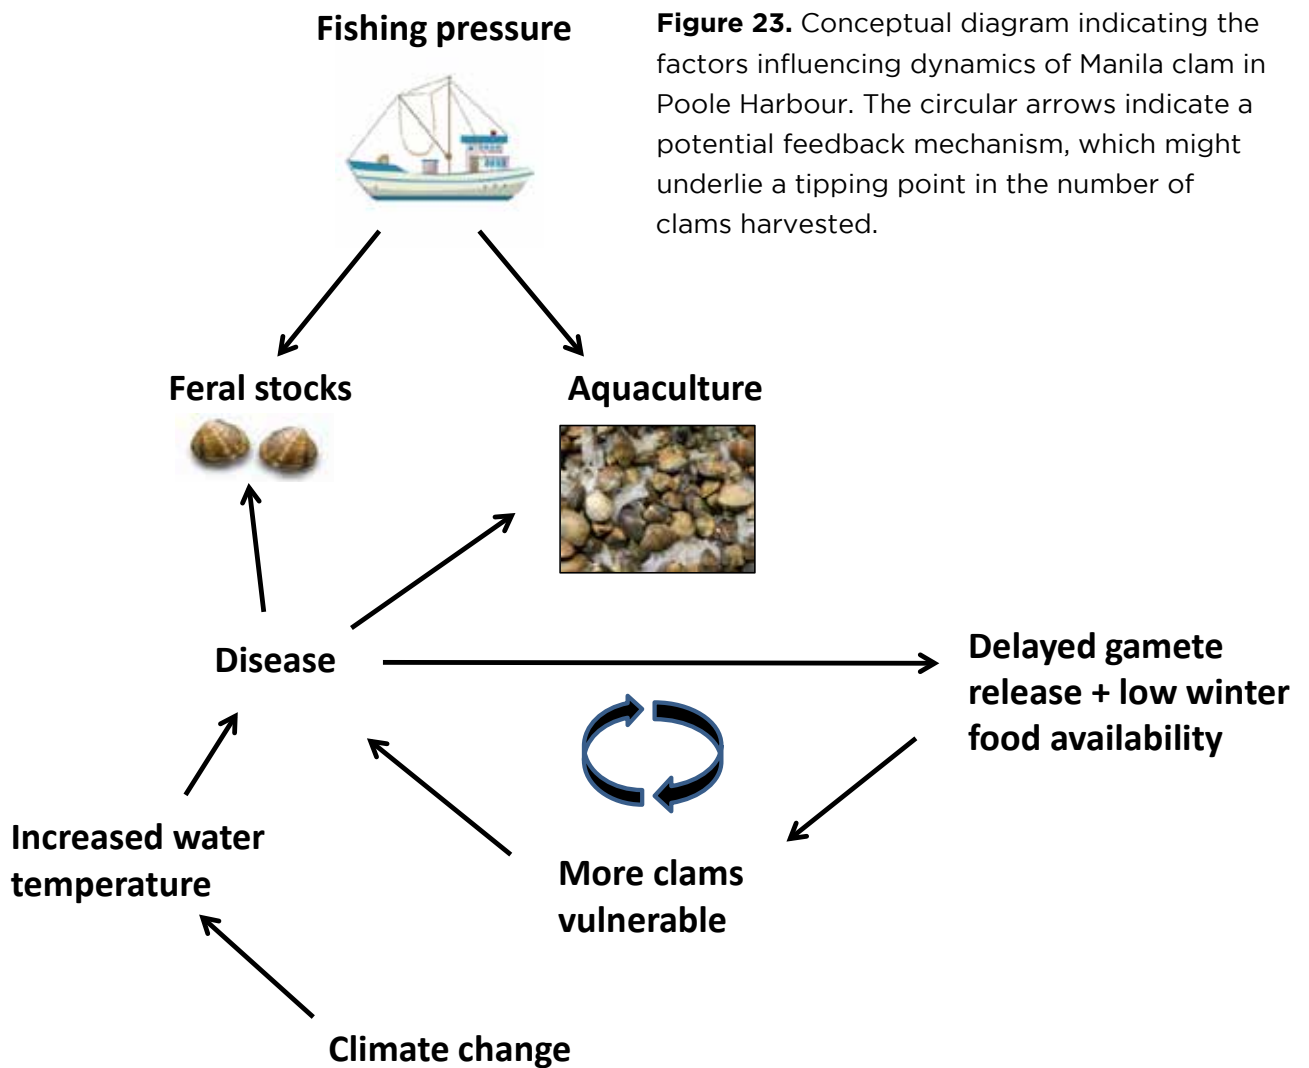 Fishing pressure
Figure 23. Conceptual diagram indicating the
factors influencing dynamics of Manila clam in
Poole Harbour. The circular arrows indicate a
potential feedback mechanism, which might
underlie a tipping point in the number of
clams harvested.
Feral stocks
Aquaculture
Disease
Delayed gamete
release + low winter
food availability
Increased water
temperature
More clams
vulnerable
Climate change